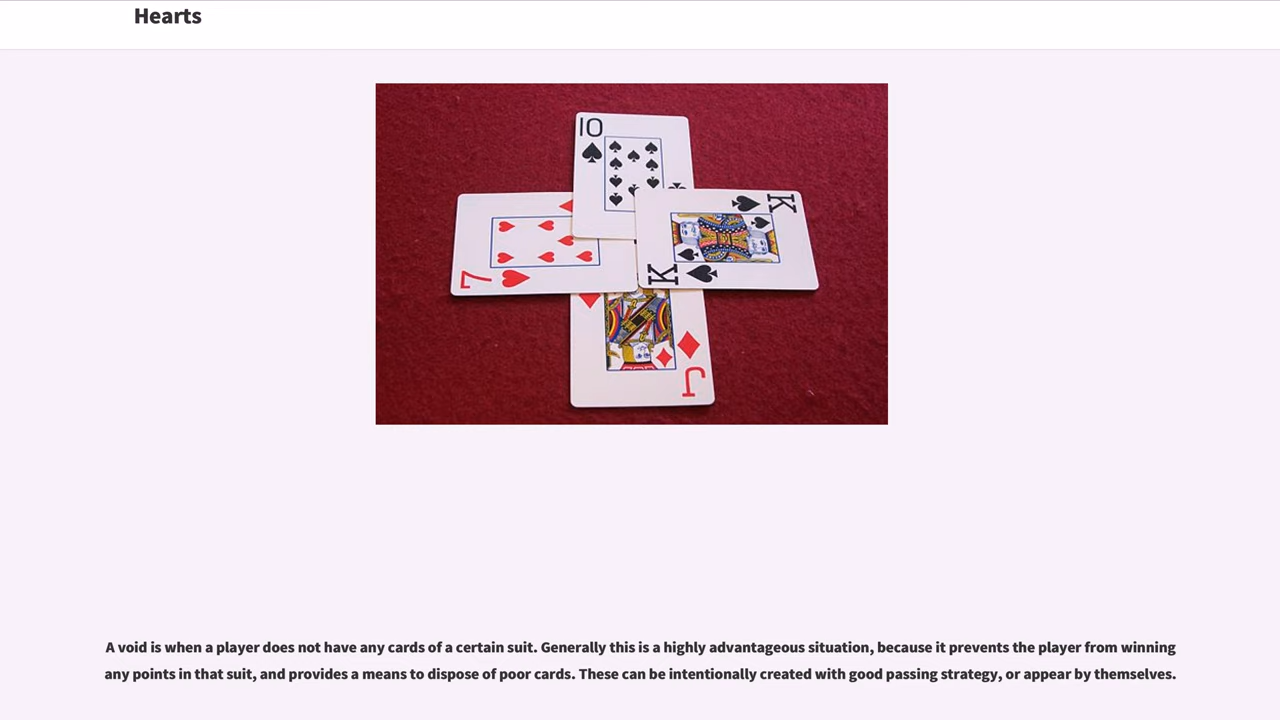 Hearts
10
K
7
K
J
A void is when a player does not have any cards of a certain suit. Generally this is a highly advantageous situation, because it prevents the player from winning
any points in that suit, and provides a means to dispose of poor cards. These can be intentionally created with good passing strategy, or appear by themselves.